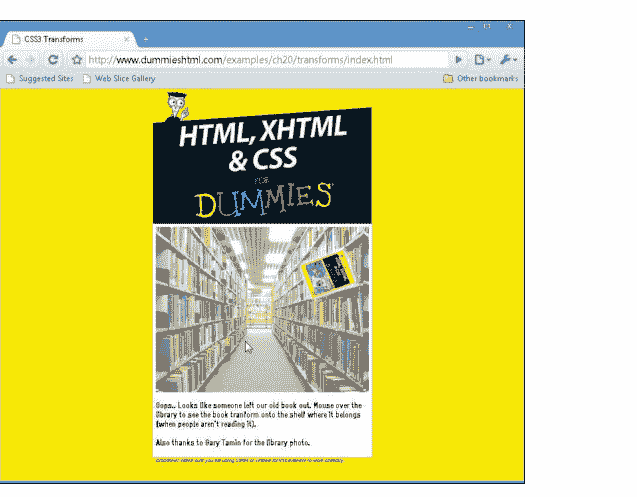 CSS3 Transforms
http://www.dummieshtml.com/examples/ch20/transforms/index.html
Suggested Sites Web Slice Gallery Other bookmarks
HTML, XHTML
& CSS
FOR
DUMMIES
Oops.. Looks like someone left our old book out. Mouse over the
library to see the book tranform onto the shelf where it belongs
(when people aren't reading it).
Also thanks to Gary Tamin for the library photo.